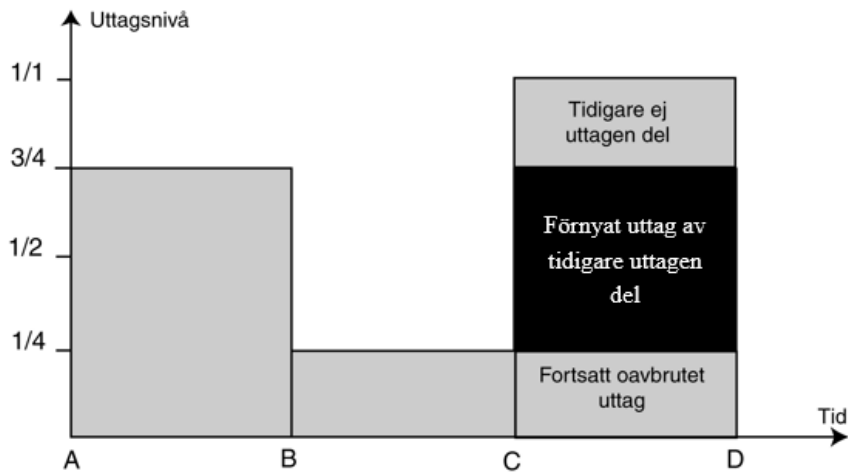 Uttagsnivå
1/1
Tidigare ej
uttagen del
3/4
Förnyat uttag av
tidigare uttagen
del
1/2
1/4
Fortsatt oavbrutet
uttag
Tid
A B C D